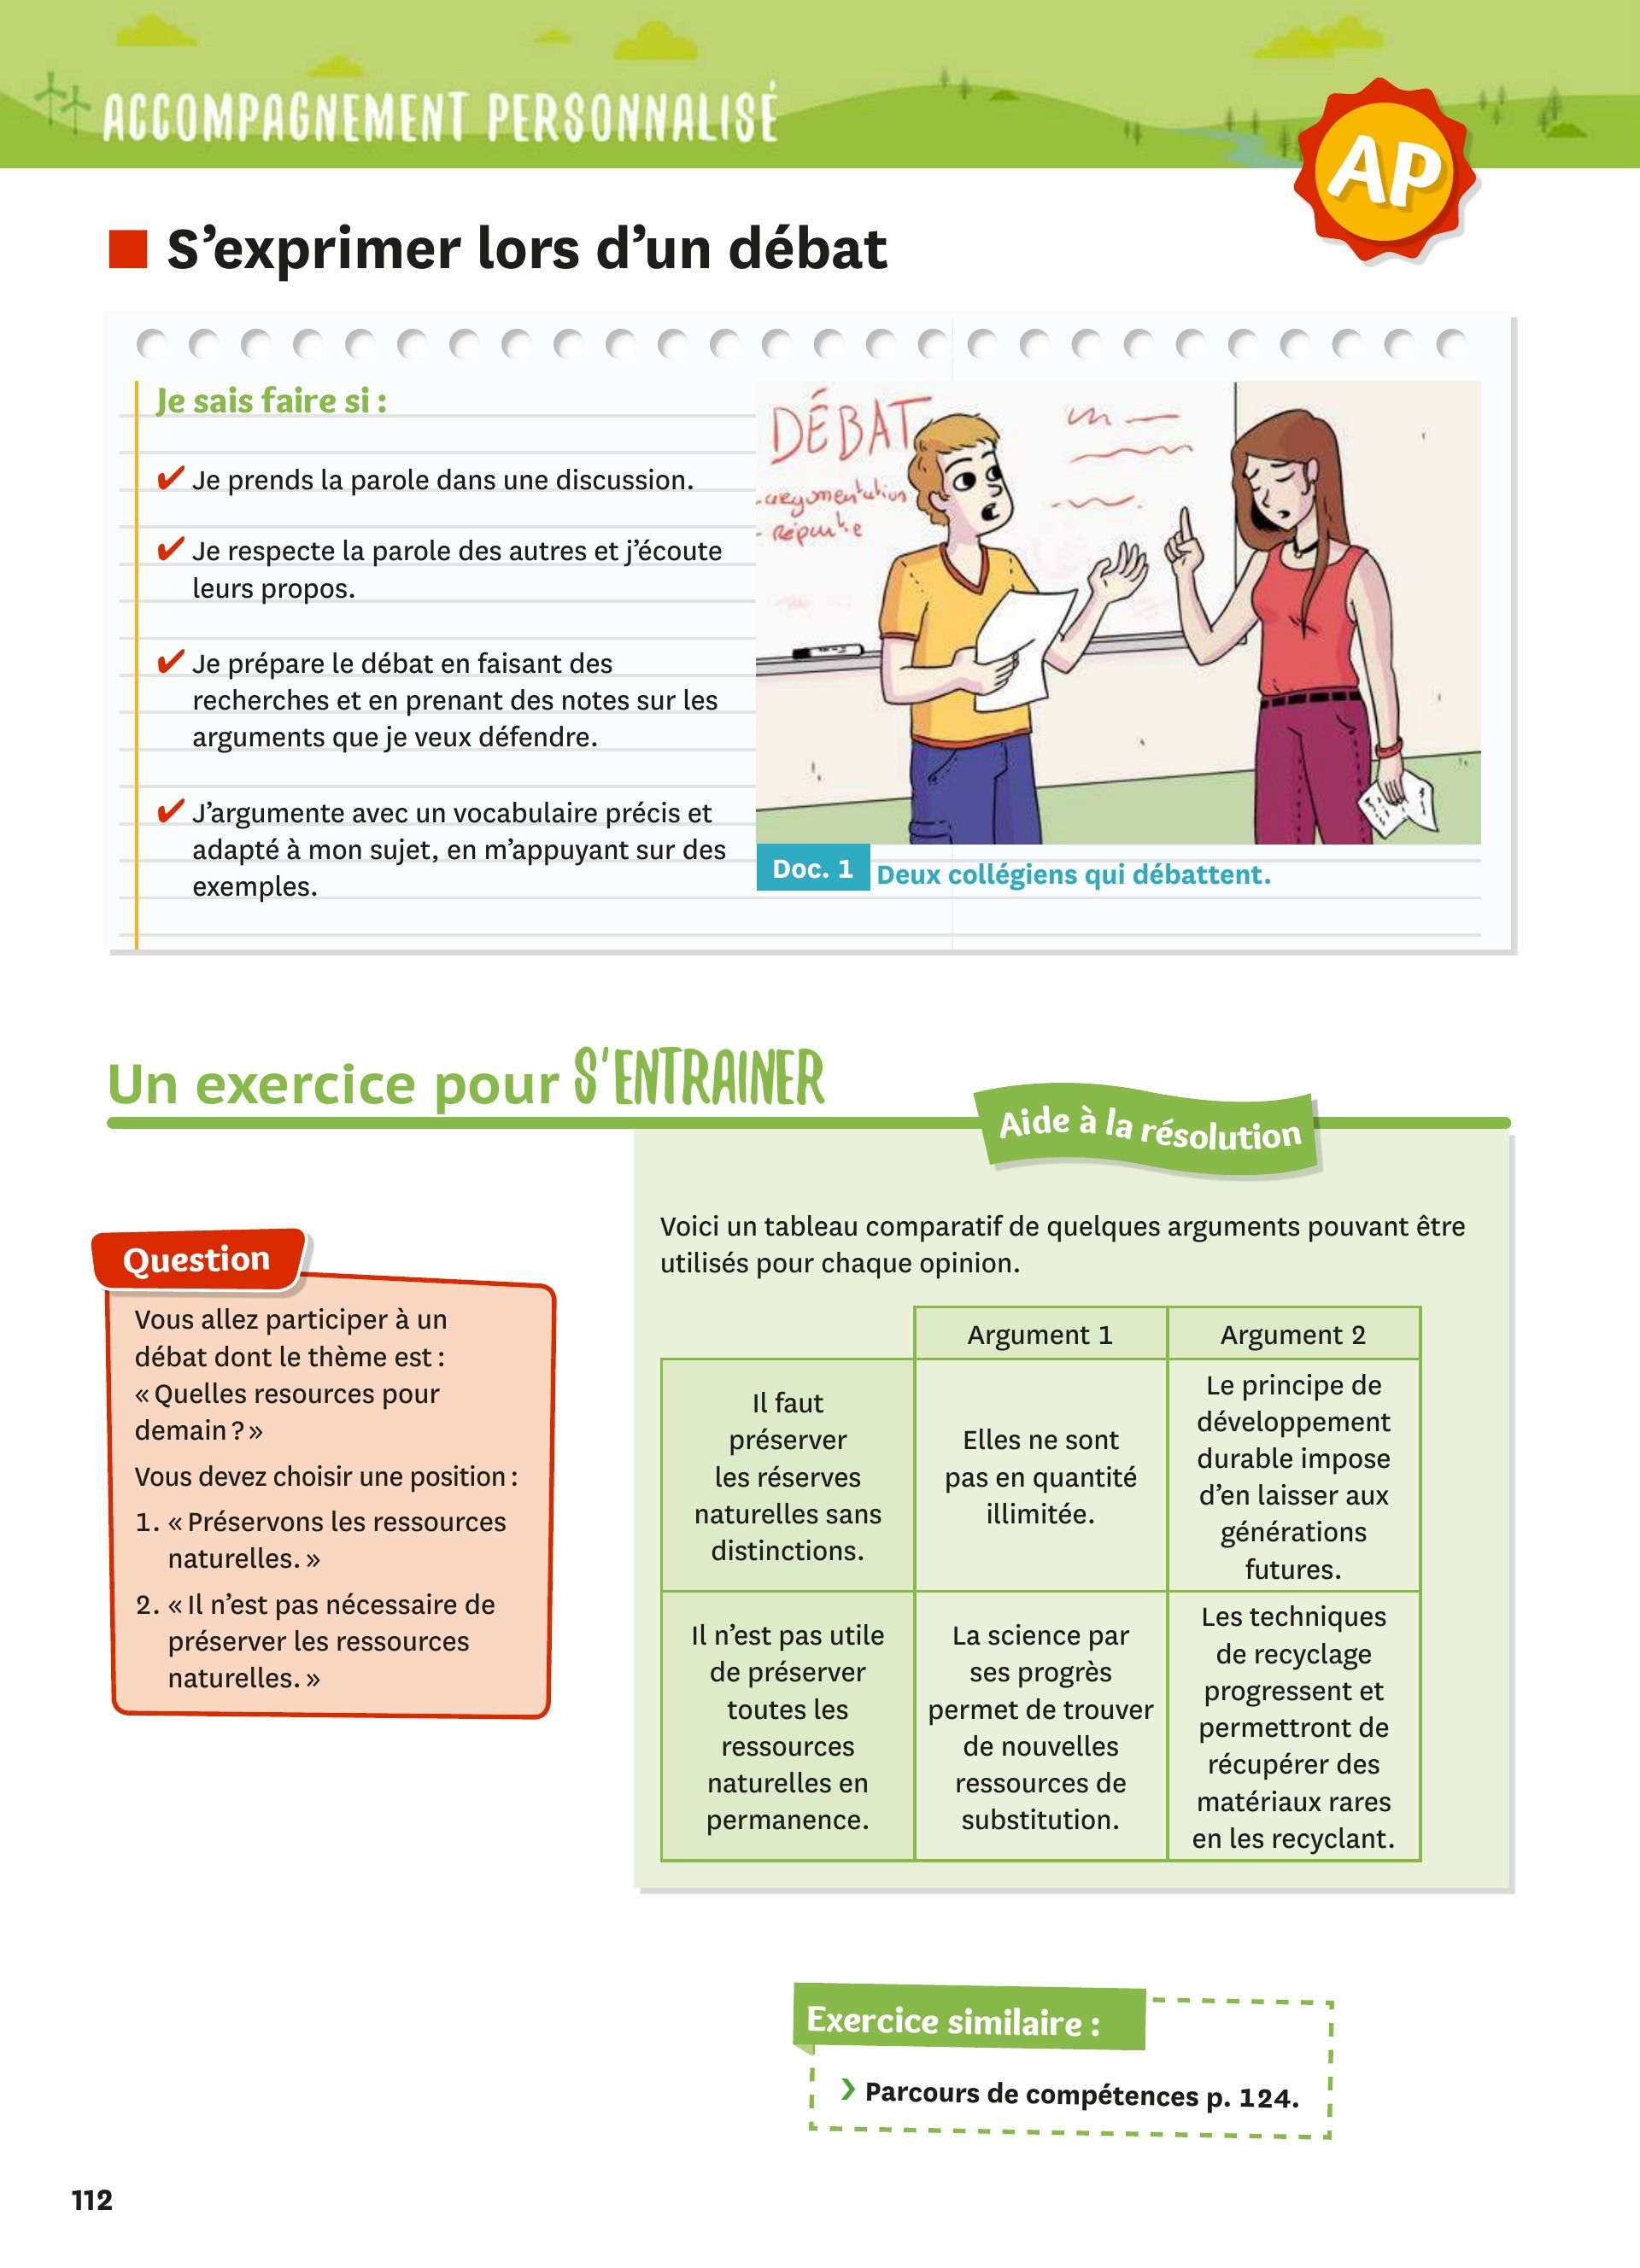 ACCOMPAGNEMENT PERSONNALISÉ
AP
S’exprimer lors d’un débat
Je sais faire si :
✔ Je prends la parole dans une discussion.
✔ Je respecte la parole des autres et j’écoute
leurs propos.
✔ Je prépare le débat en faisant des
recherches et en prenant des notes sur les
arguments que je veux défendre.
✔ J’argumente avec un vocabulaire précis et
adapté à mon sujet, en m’appuyant sur des
exemples.
DÉBAT
- argumentation
Doc. 1 Deux collégiens qui débattent.
Un exercice pour S’ENTRAINER
Aide à la résolution
Question
Vous allez participer à un
débat dont le thème est :
« Quelles resources pour
demain ? »
Vous devez choisir une position :
1. « Préservons les ressources
naturelles. »
2. « Il n’est pas nécessaire de
préserver les ressources
naturelles. »
Voici un tableau comparatif de quelques arguments pouvant être
utilisés pour chaque opinion.
Argument 1
Argument 2
Il faut
préserver
les réserves
naturelles sans
distinctions.
Elles ne sont
pas en quantité
illimitée.
Le principe de
développement
durable impose
d’en laisser aux
générations
futures.
Il n’est pas utile
de préserver
toutes les
ressources
naturelles en
permanence.
La science par
ses progrès
permet de trouver
de nouvelles
ressources de
substitution.
Les techniques
de recyclage
progressent et
permettront de
récupérer des
matériaux rares
en les recyclant.
Exercice similaire :
❯ Parcours de compétences p. 124.
112